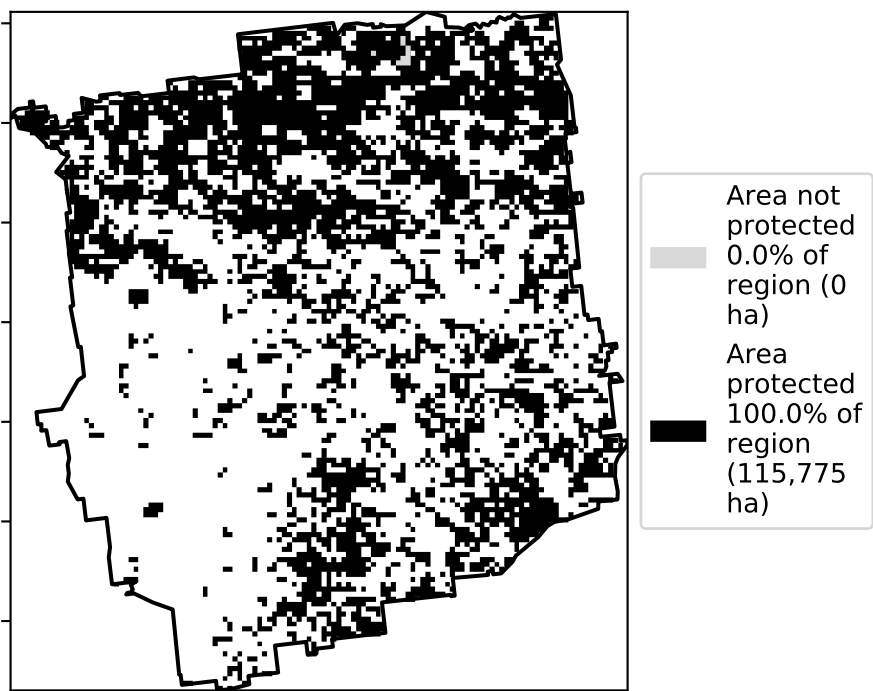 Area not
protected
0.0% of
region (0
ha)
Area
protected
100.0% of
region
(115,775
ha)